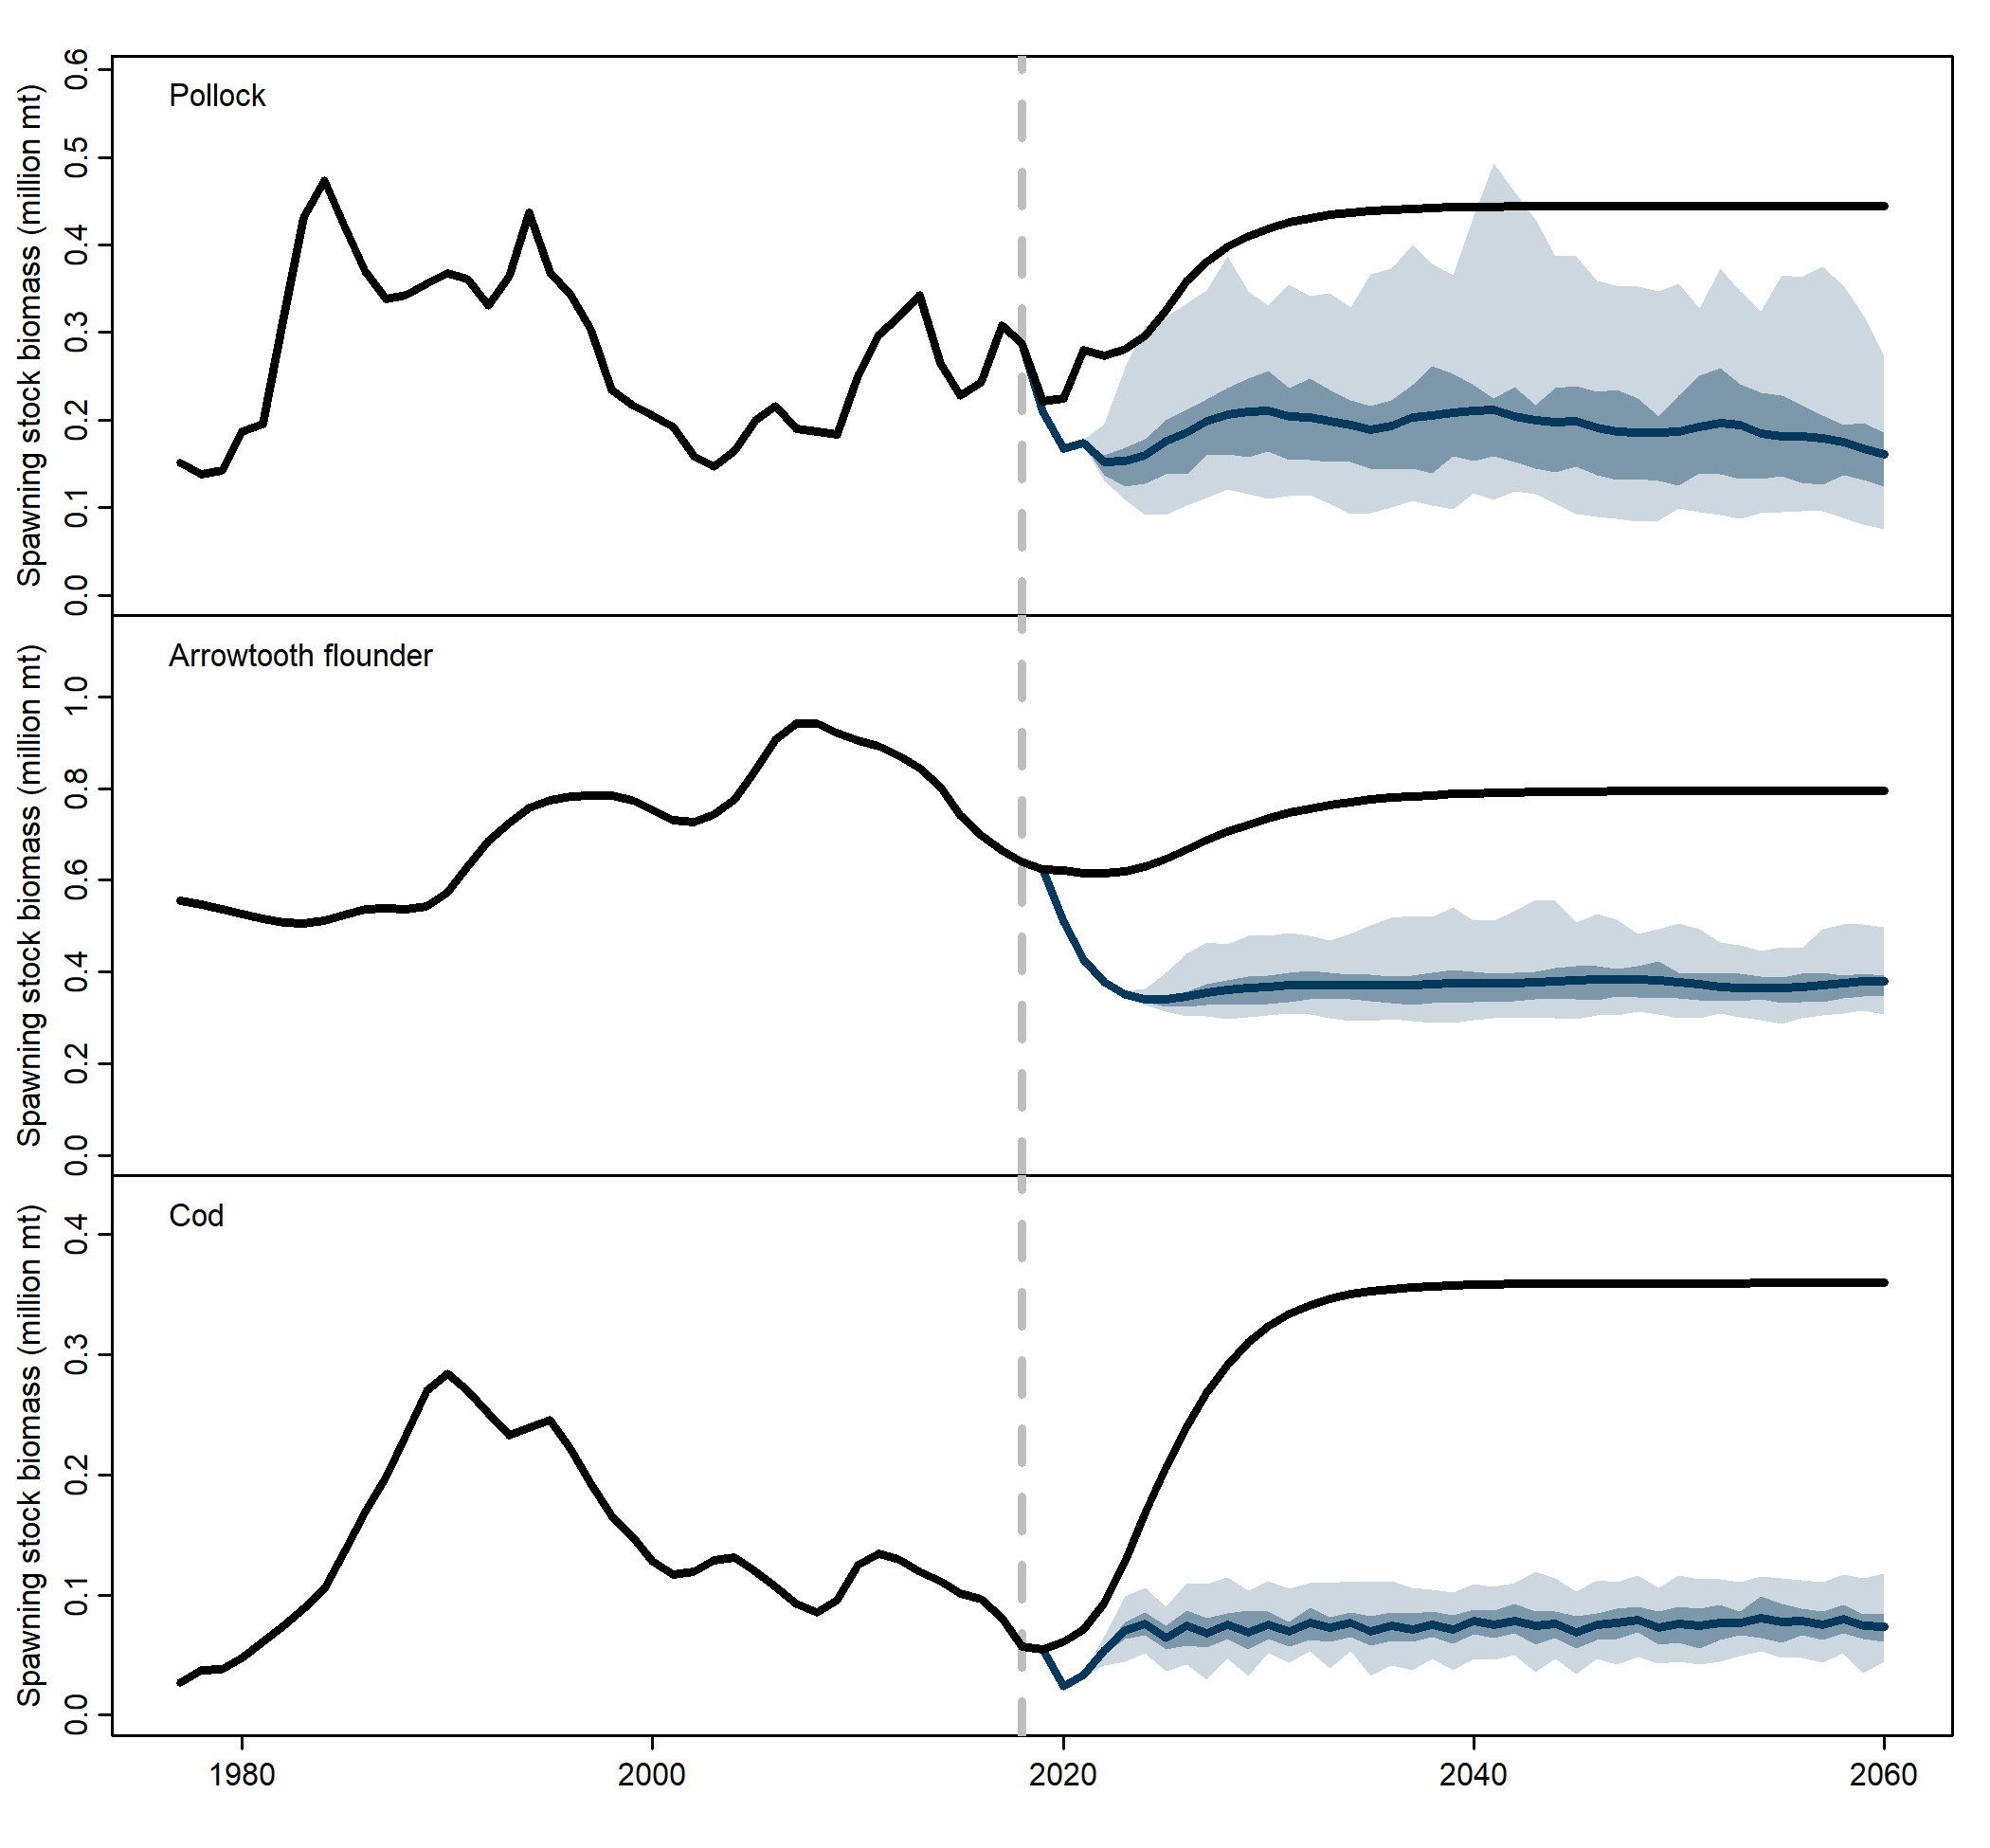 Spawning stock biomass (million mt)
0.0 0.1 0.2 0.3 0.4 0.5 0.6
Pollock
Spawning stock biomass (million mt)
0.0 0.2 0.4 0.6 0.8 1.0
Arrowtooth flounder
Spawning stock biomass (million mt)
0.0 0.1 0.2 0.3 0.4
Cod
1980 2000 2020 2040 2060